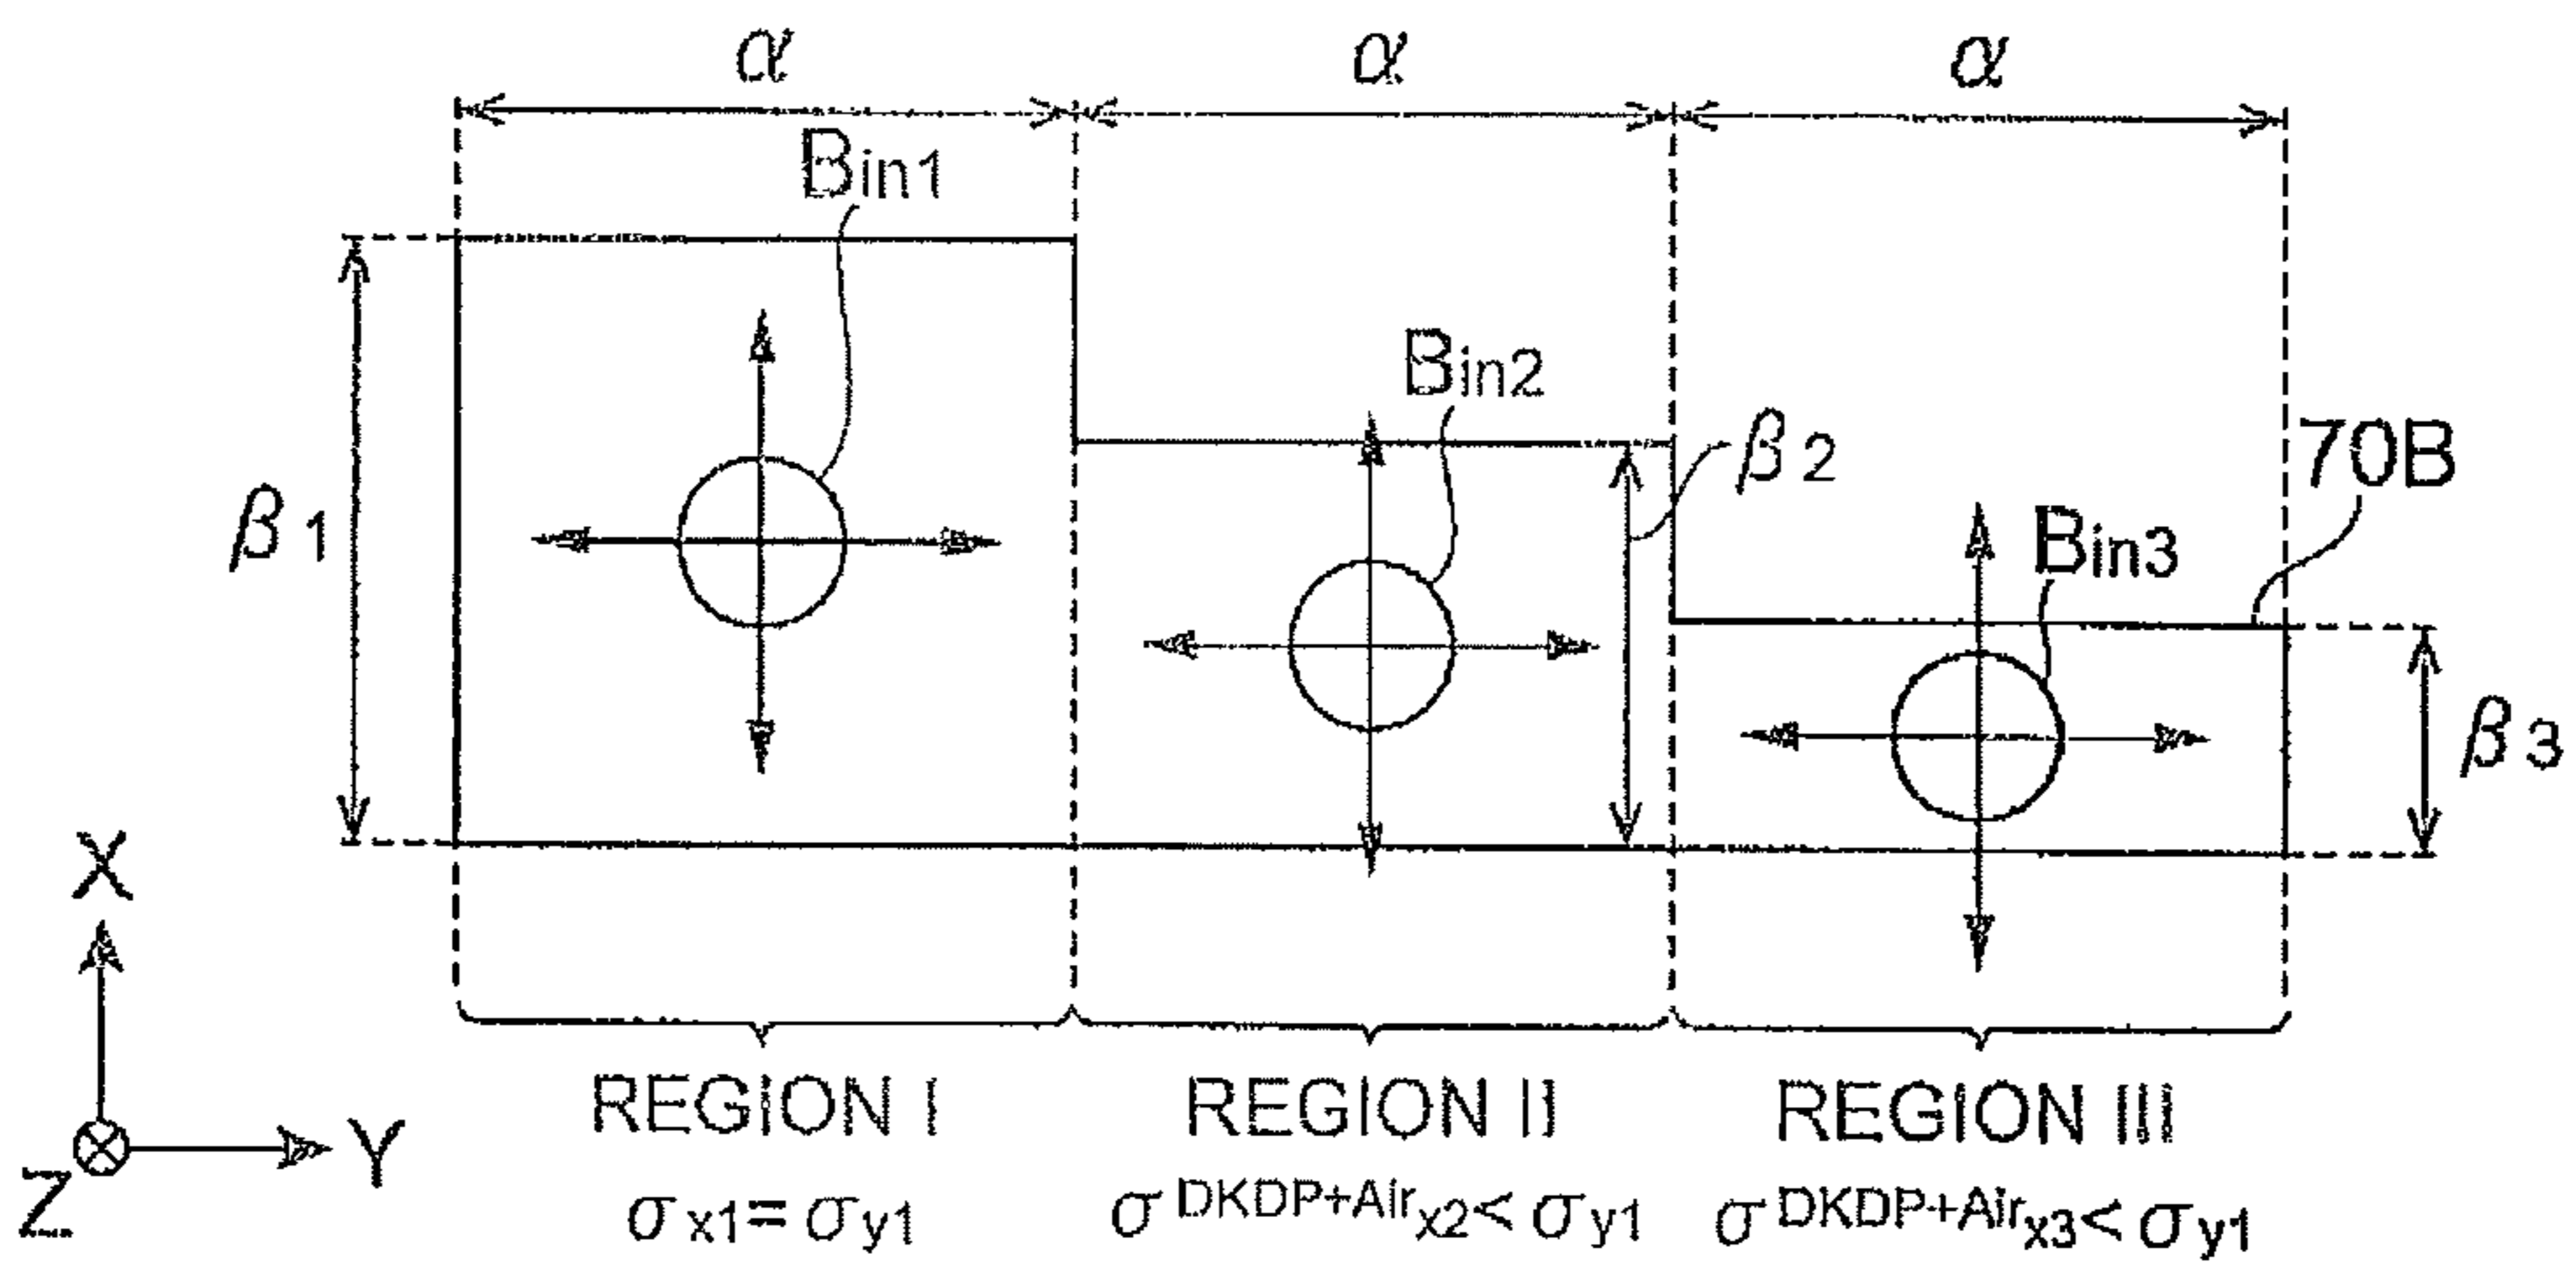 α α α
Bin1
Bin2
β2
70B
β1
Bin3
β3
X
Z
Y
REGION I REGION II REGION III
σx1= σy1 σDKDP+Airx2< σy1 σDKDP+Airx3< σy1